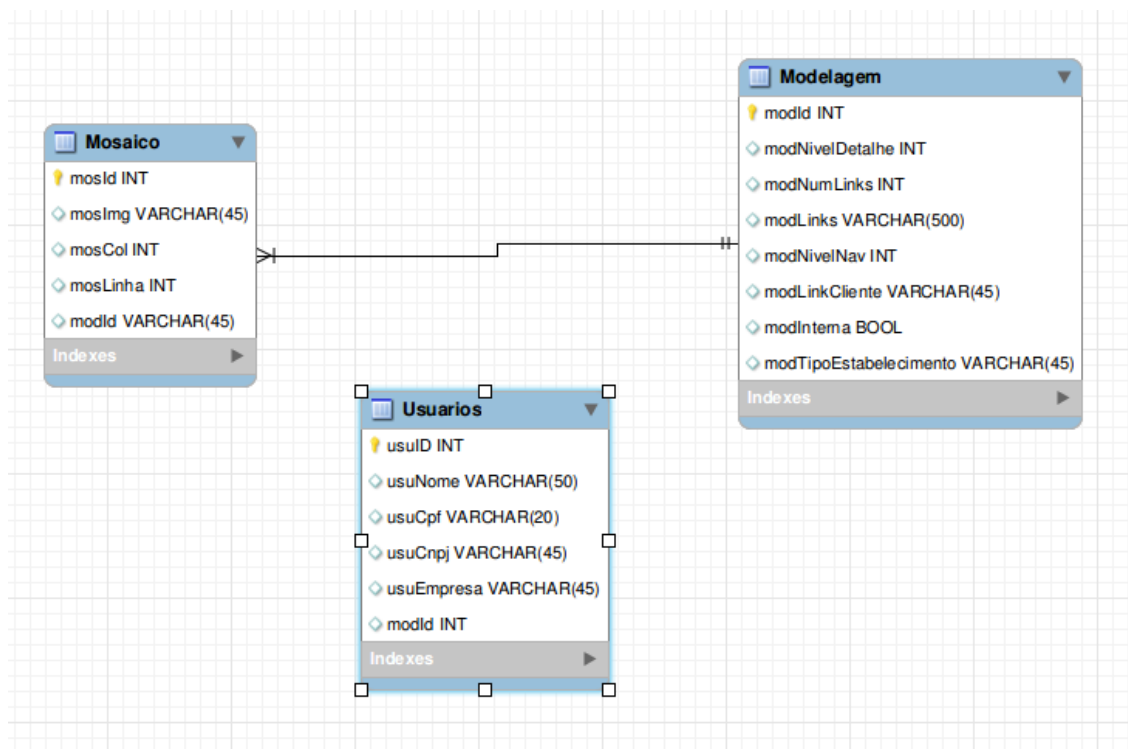 Mosaico
mosId INT
mosImg VARCHAR(45)
mosCol INT
mosLinha INT
modId VARCHAR(45)
Indexes
Modelagem
modId INT
modNivelDetalhe INT
modNumLinks INT
modLinks VARCHAR(500)
modNivelNav INT
modLinkCliente VARCHAR(45)
modInterna BOOL
modTipoEstabelecimento VARCHAR(45)
Indexes
Usuarios
usuID INT
usuNome VARCHAR(50)
usuCpf VARCHAR(20)
usuCnpj VARCHAR(45)
usuEmpresa VARCHAR(45)
modId INT
Indexes